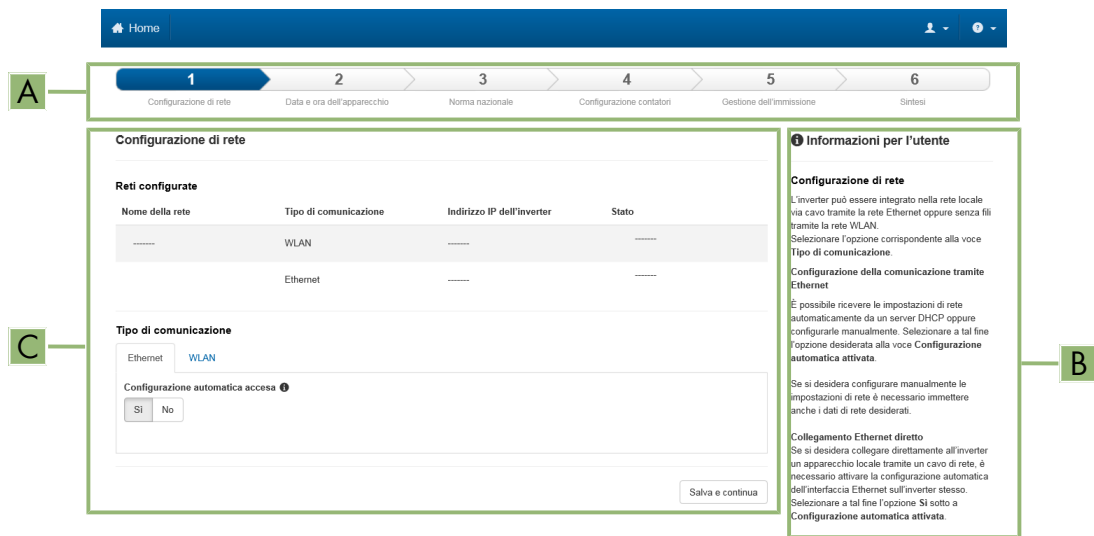 Home
A
1 2 3 4 5 6
Configurazione di rete Data e ora dell'apparecchio Norma nazionale Configurazione contatori Gestione dell'immissione Sintesi
C
Configurazione di rete
Reti configurate
Nome della rete Tipo di comunicazione Indirizzo IP dell'inverter Stato
------- WLAN ------- -------
Ethernet ------- -------
Tipo di comunicazione
Ethernet WLAN
Configurazione automatica accesa
Sì No
Salva e continua
B
Informazioni per l'utente
Configurazione di rete
L'inverter può essere integrato nella rete locale
via cavo tramite la rete Ethernet oppure senza fili
tramite la rete WLAN.
Selezionare l'opzione corrispondente alla voce
Tipo di comunicazione.
Configurazione della comunicazione tramite
Ethernet
È possibile ricevere le impostazioni di rete
automaticamente da un server DHCP oppure
configurarle manualmente. Selezionare a tal fine
l'opzione desiderata alla voce Configurazione
automatica attivata.
Se si desidera configurare manualmente le
impostazioni di rete è necessario immettere
anche i dati di rete desiderati.
Collegamento Ethernet diretto
Se si desidera collegare direttamente all'inverter
un apparecchio locale tramite un cavo di rete, è
necessario attivare la configurazione automatica
dell'interfaccia Ethernet sull'inverter stesso.
Selezionare a tal fine l'opzione Sì sotto a
Configurazione automatica attivata.